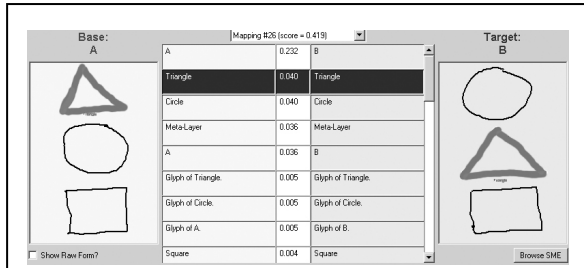 Base:
A
Mapping #26 (score = 0.419)
Target:
B
A 0.232 B
Triangle 0.040 Triangle
Circle 0.040 Circle
Meta-Layer 0.036 Meta-Layer
A 0.036 B
Glyph of Triangle. 0.005 Glyph of Triangle.
Glyph of Circle. 0.005 Glyph of Circle.
Glyph of A. 0.005 Glyph of B.
Square 0.004 Square
Triangle
Show Raw Form?
Browse SME